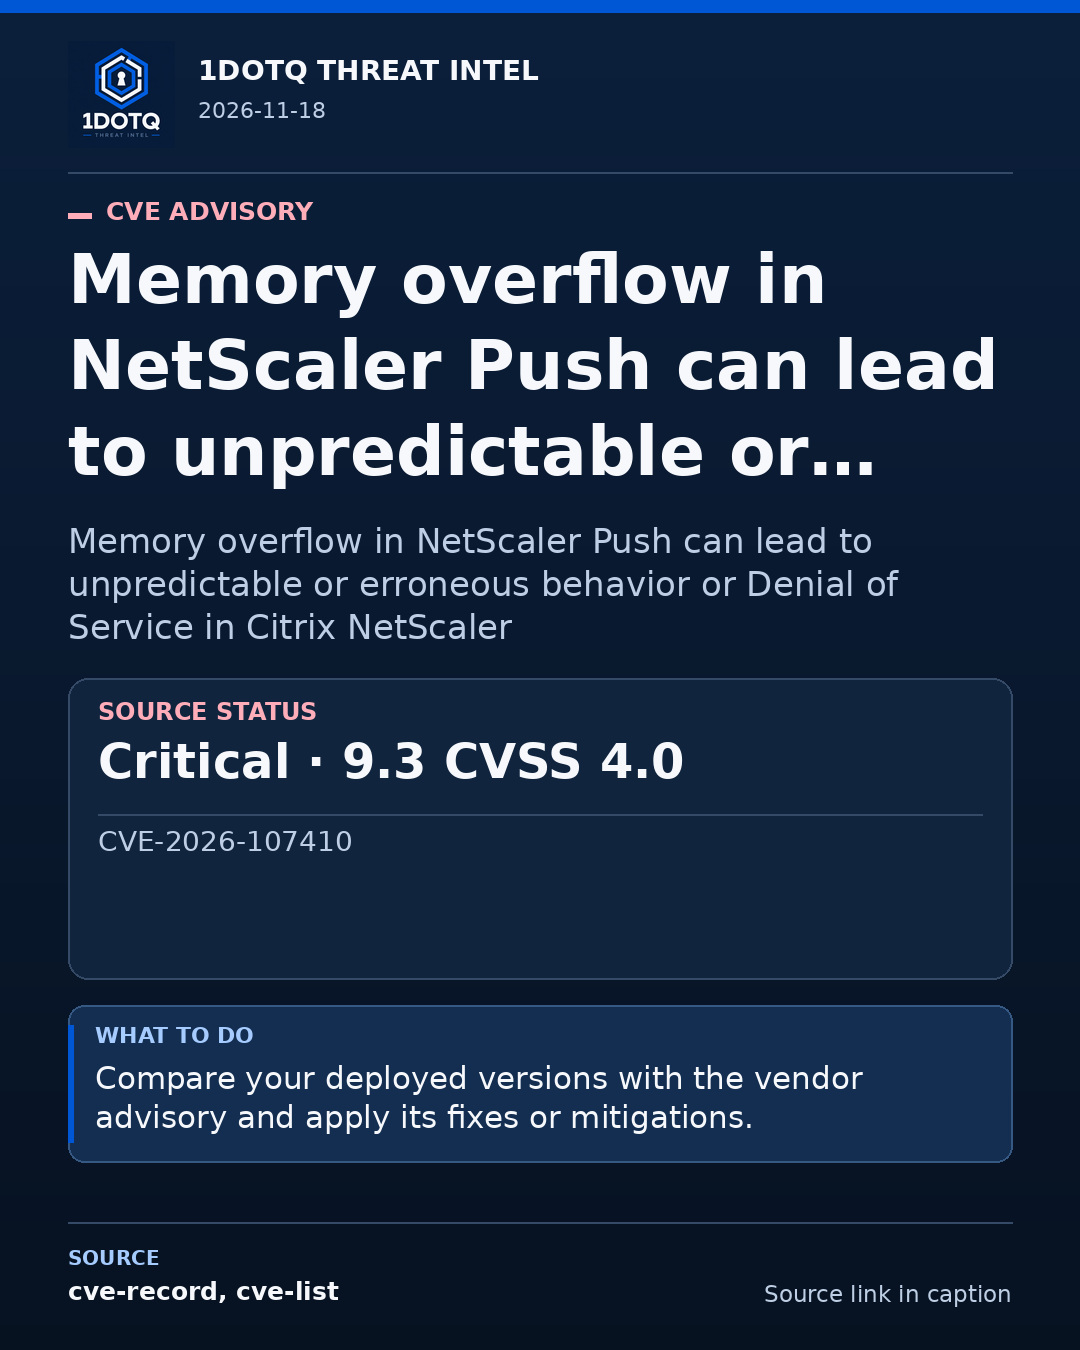 1DOTQ
THREAT INTEL
1DOTQ THREAT INTEL
2026-11-18
CVE ADVISORY
Memory overflow in
NetScaler Push can lead
to unpredictable or...
Memory overflow in NetScaler Push can lead to
unpredictable or erroneous behavior or Denial of
Service in Citrix NetScaler
SOURCE STATUS
Critical · 9.3 CVSS 4.0
CVE-2026-107410
WHAT TO DO
Compare your deployed versions with the vendor
advisory and apply its fixes or mitigations.
SOURCE
cve-record, cve-list
Source link in caption